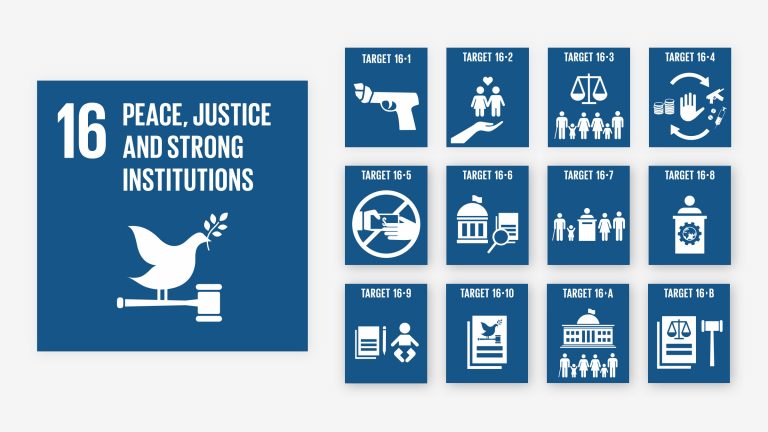 16
PEACE, JUSTICE
AND STRONG
INSTITUTIONS
TARGET 16·1
TARGET 16·2
TARGET 16·3
TARGET 16·4
TARGET 16·5
TARGET 16·6
TARGET 16·7
TARGET 16·8
TARGET 16·9
TARGET 16·10
TARGET 16·A
TARGET 16·B